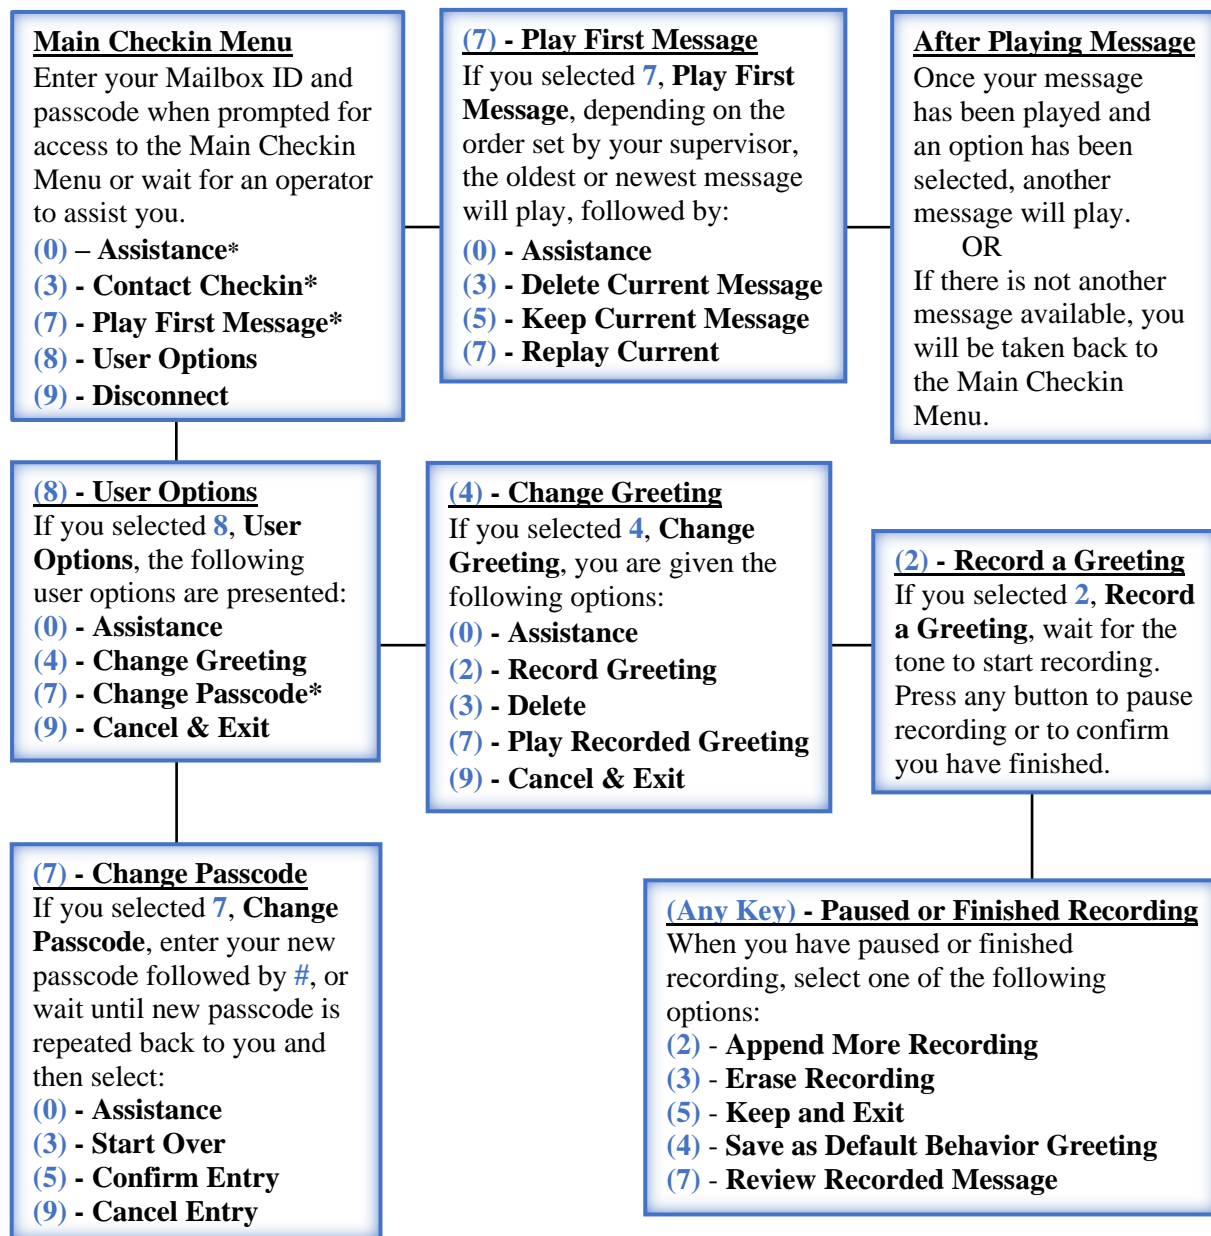 Main Checkin Menu
Enter your Mailbox ID and
passcode when prompted for
access to the Main Checkin
Menu or wait for an operator
to assist you.
(0) – Assistance*
(3) - Contact Checkin*
(7) - Play First Message*
(8) - User Options
(9) - Disconnect
(7) - Play First Message
If you selected 7, Play First
Message, depending on the
order set by your supervisor,
the oldest or newest message
will play, followed by:
(0) - Assistance
(3) - Delete Current Message
(5) - Keep Current Message
(7) - Replay Current
After Playing Message
Once your message
has been played and
an option has been
selected, another
message will play.
OR
If there is not another
message available, you
will be taken back to
the Main Checkin
Menu.
(8) - User Options
If you selected 8, User
Options, the following
user options are presented:
(0) - Assistance
(4) - Change Greeting
(7) - Change Passcode*
(9) - Cancel & Exit
(4) - Change Greeting
If you selected 4, Change
Greeting, you are given the
following options:
(0) - Assistance
(2) - Record Greeting
(3) - Delete
(7) - Play Recorded Greeting
(9) - Cancel & Exit
(2) - Record a Greeting
If you selected 2, Record
a Greeting, wait for the
tone to start recording.
Press any button to pause
recording or to confirm
you have finished.
(7) - Change Passcode
If you selected 7, Change
Passcode, enter your new
passcode followed by #, or
wait until new passcode is
repeated back to you and
then select:
(0) - Assistance
(3) - Start Over
(5) - Confirm Entry
(9) - Cancel Entry
(Any Key) - Paused or Finished Recording
When you have paused or finished
recording, select one of the following
options:
(2) - Append More Recording
(3) - Erase Recording
(5) - Keep and Exit
(4) - Save as Default Behavior Greeting
(7) - Review Recorded Message